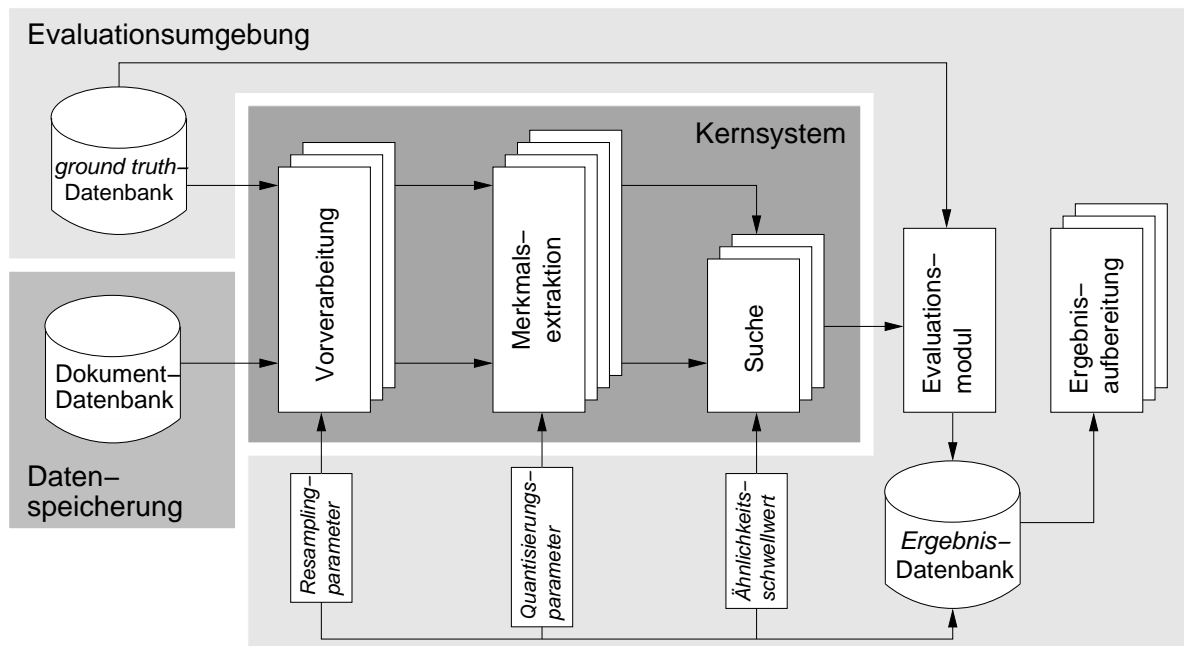 Evaluationsumgebung
ground truth–
Datenbank
Kernsystem
Vorverarbeitung
Merkmals–
extraktion
Suche
Evaluations–
modul
Ergebnis–
aufbereitung
Dokument–
Datenbank
Daten–
speicherung
Resampling–
parameter
Quantisierungs–
parameter
Ähnlichkeits–
schwellwert
Ergebnis–
Datenbank